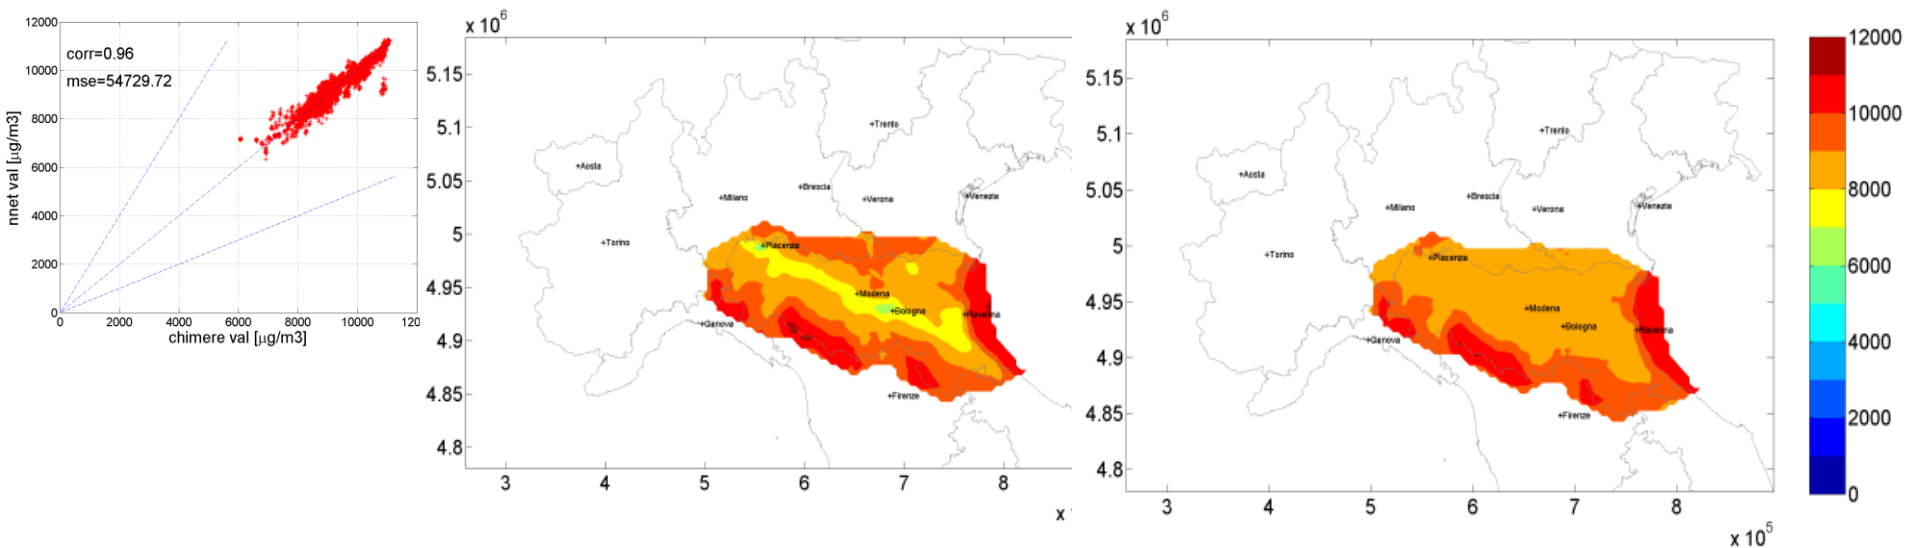 12000
10000
8000
6000
4000
2000
0
0 2000 4000 6000 8000 10000 120
corr=0.96
mse=54729.72
nnet val [μg/m3]
chimere val [μg/m3]
x 10^6
5.15
5.1
5.05
5
4.95
4.9
4.85
4.8
3 4 5 6 7 8
x
+Trento
+Aosta
+Brescia
+Milano
+Verona
+Venezia
+Torino
+Piacenza
+Modena
+Bologna
+Ravenna
+Genova
+Firenze
x 10^6
5.15
5.1
5.05
5
4.95
4.9
4.85
4.8
3 4 5 6 7 8
x 10^5
+Trento
+Aosta
+Brescia
+Milano
+Verona
+Venezia
+Torino
+Piacenza
+Modena
+Bologna
+Ravenna
+Genova
+Firenze
12000
10000
8000
6000
4000
2000
0